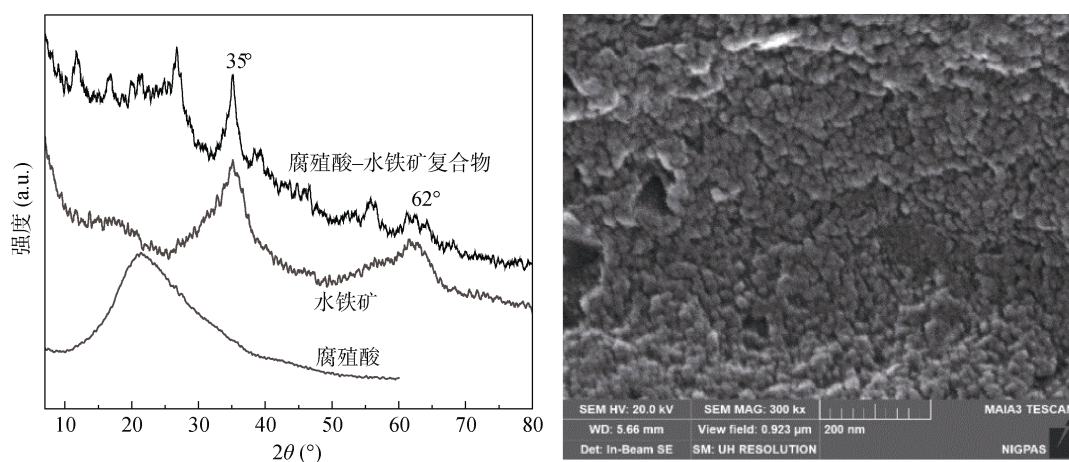 35°
腐殖酸–水铁矿复合物
62°
强度 (a.u.)
水铁矿
腐殖酸
10 20 30 40 50 60 70 80
2θ (°)
SEM HV: 20.0 kV SEM MAG: 300 kx MAIA3 TESCAN
WD: 5.66 mm View field: 0.923 μm 200 nm
Det: In-Beam SE SM: UH RESOLUTION NIGPAS